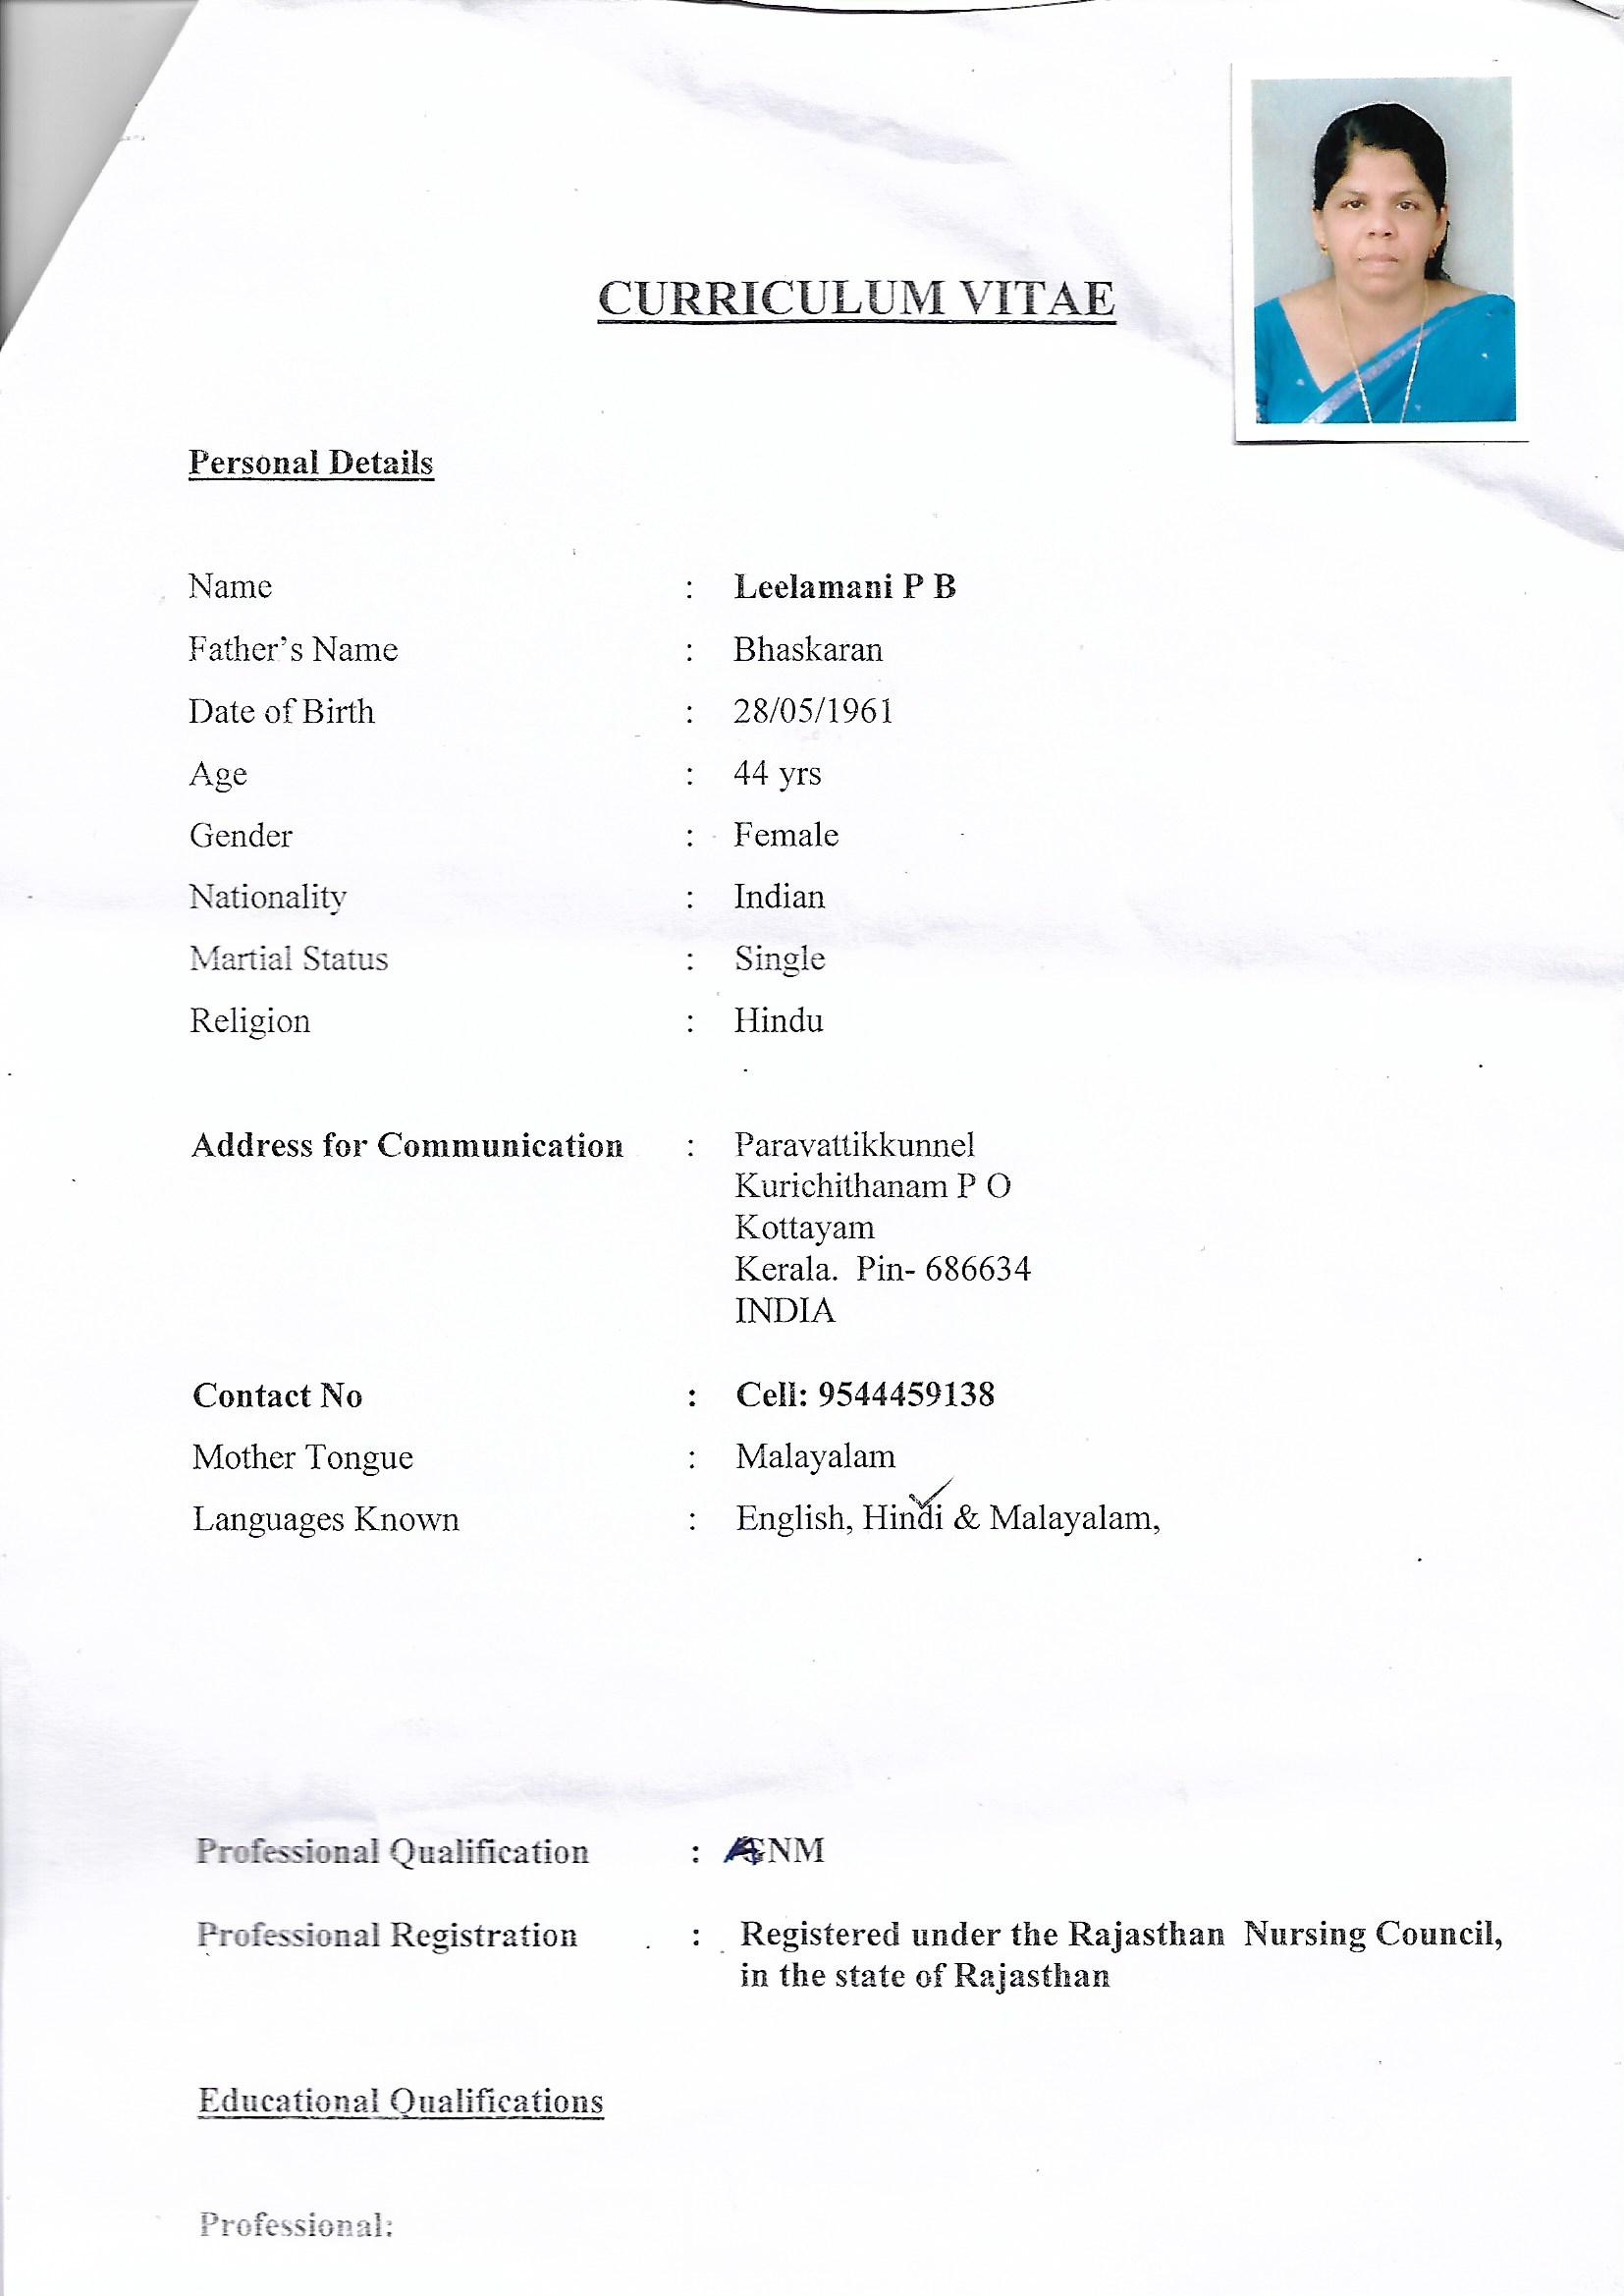 CURRICULUM VITAE
Personal Details
Name : Leelamani P B
Father's Name : Bhaskaran
Date of Birth : 28/05/1961
Age : 44 yrs
Gender : Female
Nationality : Indian
Martial Status : Single
Religion : Hindu
Address for Communication : Paravattikkunnel
Kurichithanam P O
Kottayam
Kerala. Pin- 686634
INDIA
Contact No : Cell: 9544459138
Mother Tongue : Malayalam
Languages Known : English, Hindi & Malayalam,
Professional Qualification : ANM
Professional Registration : Registered under the Rajasthan Nursing Council,
in the state of Rajasthan
Educational Qualifications
Professional: